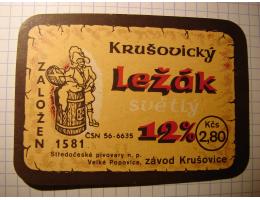 Krušovický
Ležák
světlý
12%
Kčs
2,80
ZALOŽEN
1581
ČSN 56-6635
Středočeské pivovary n. p.
Velké Popovice, závod Krušovice